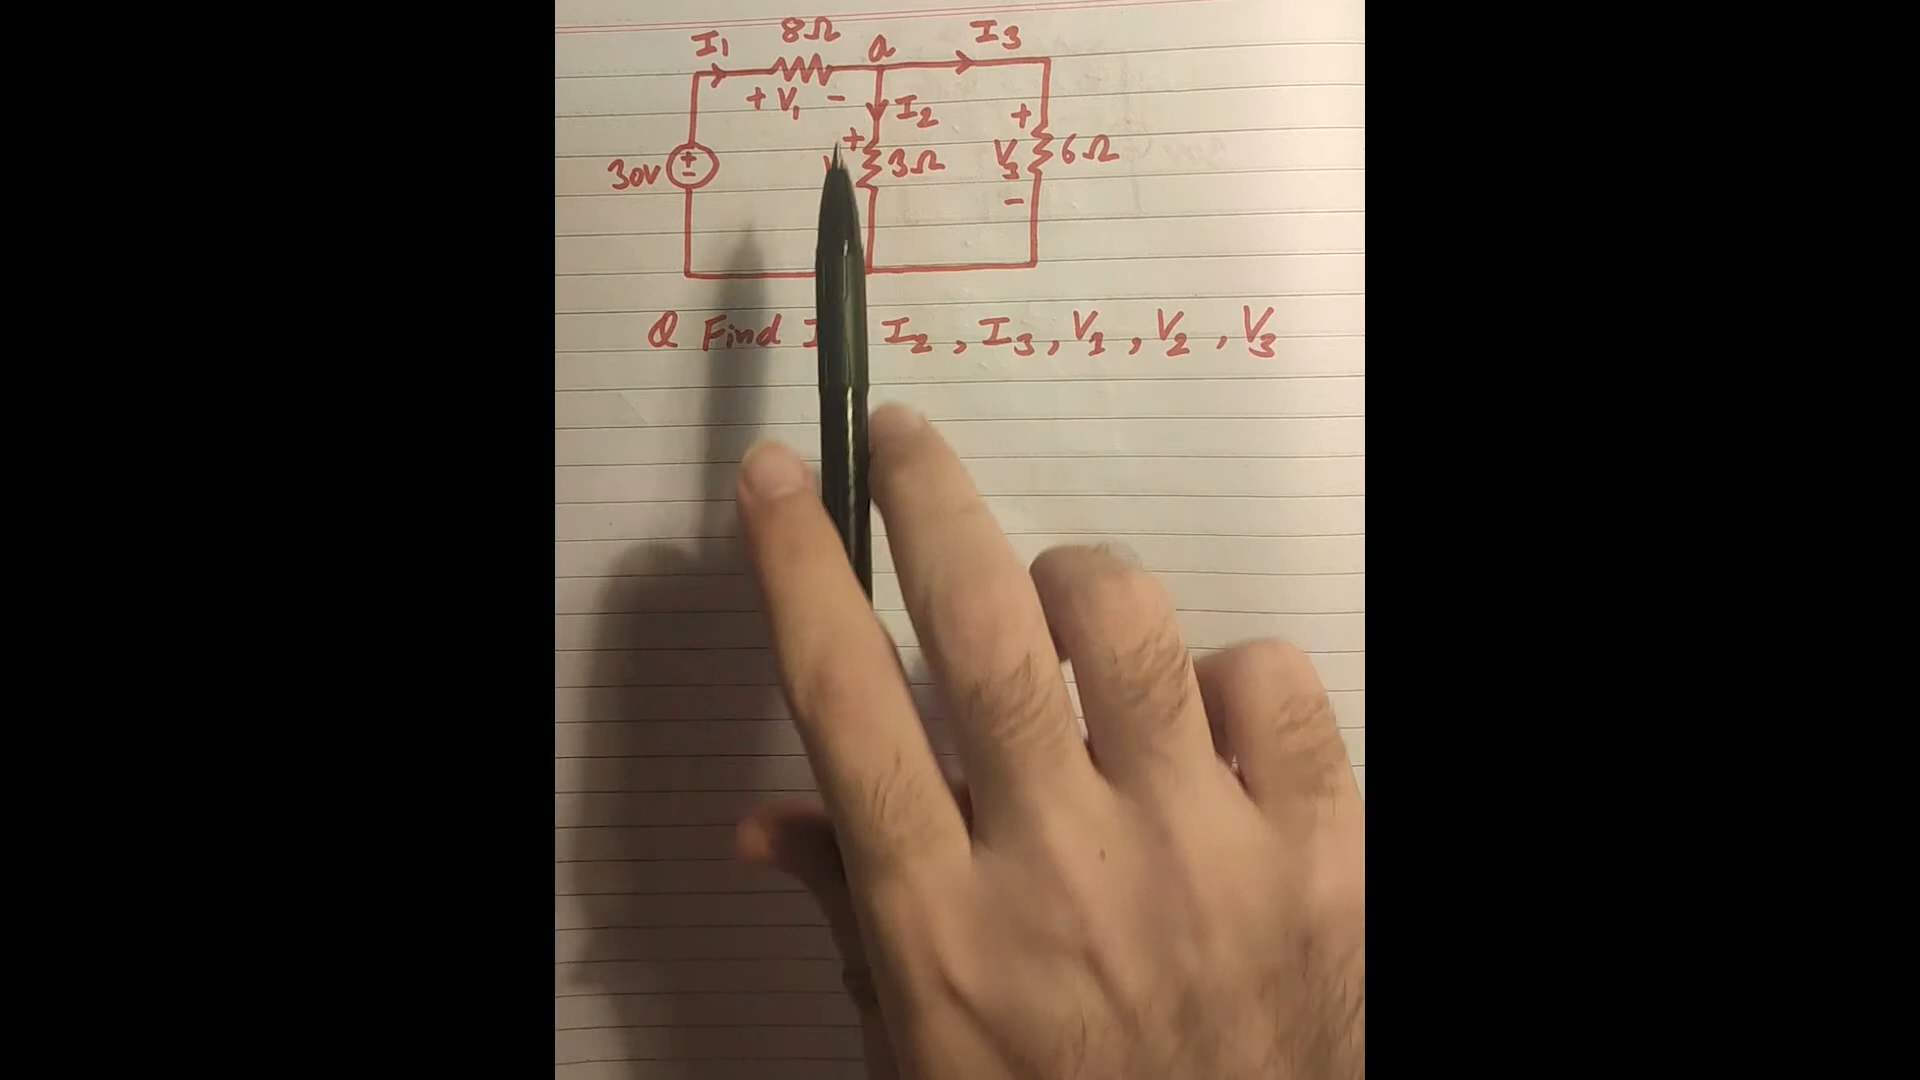 I1 8Ω a I3
+ V1 -
I2
+ +
30V + - 3Ω V3 6Ω
-
Q Find I2, I3, V1, V2, V3